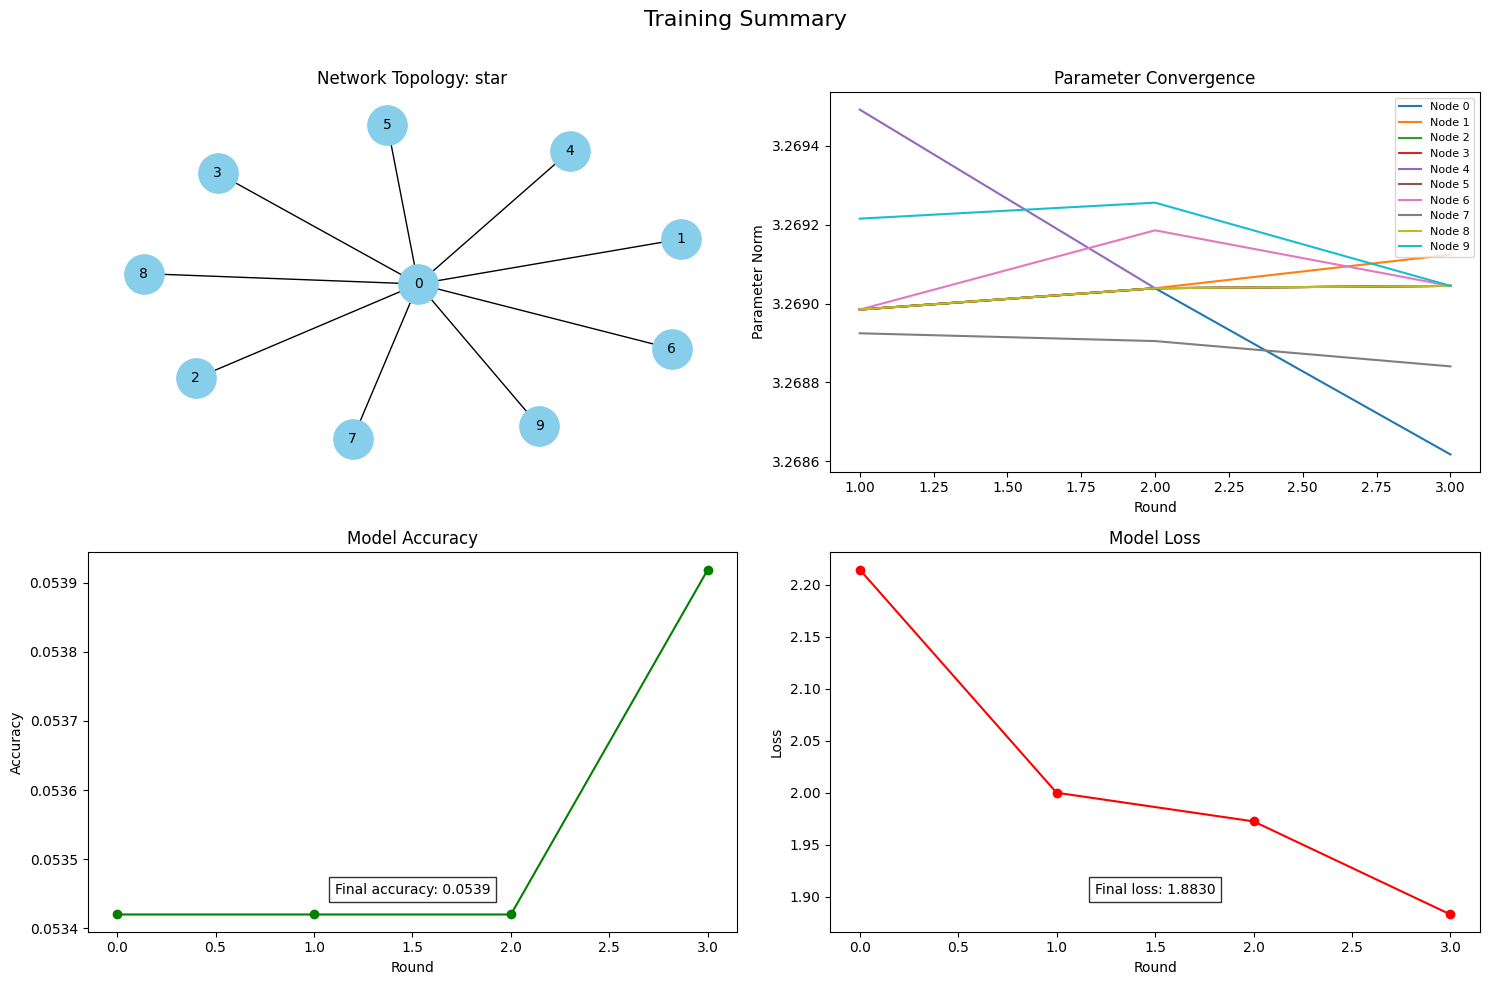 Training Summary
Network Topology: star
5
4
3
1
8
0
6
2
9
7
Parameter Convergence
Node 0
Node 1
Node 2
Node 3
Node 4
Node 5
Node 6
Node 7
Node 8
Node 9
3.2694
3.2692
3.2690
3.2688
3.2686
Parameter Norm
1.00 1.25 1.50 1.75 2.00 2.25 2.50 2.75 3.00
Round
Model Accuracy
0.0539
0.0538
0.0537
0.0536
0.0535
0.0534
Accuracy
Final accuracy: 0.0539
0.0 0.5 1.0 1.5 2.0 2.5 3.0
Round
Model Loss
2.20
2.15
2.10
2.05
2.00
1.95
1.90
Loss
Final loss: 1.8830
0.0 0.5 1.0 1.5 2.0 2.5 3.0
Round